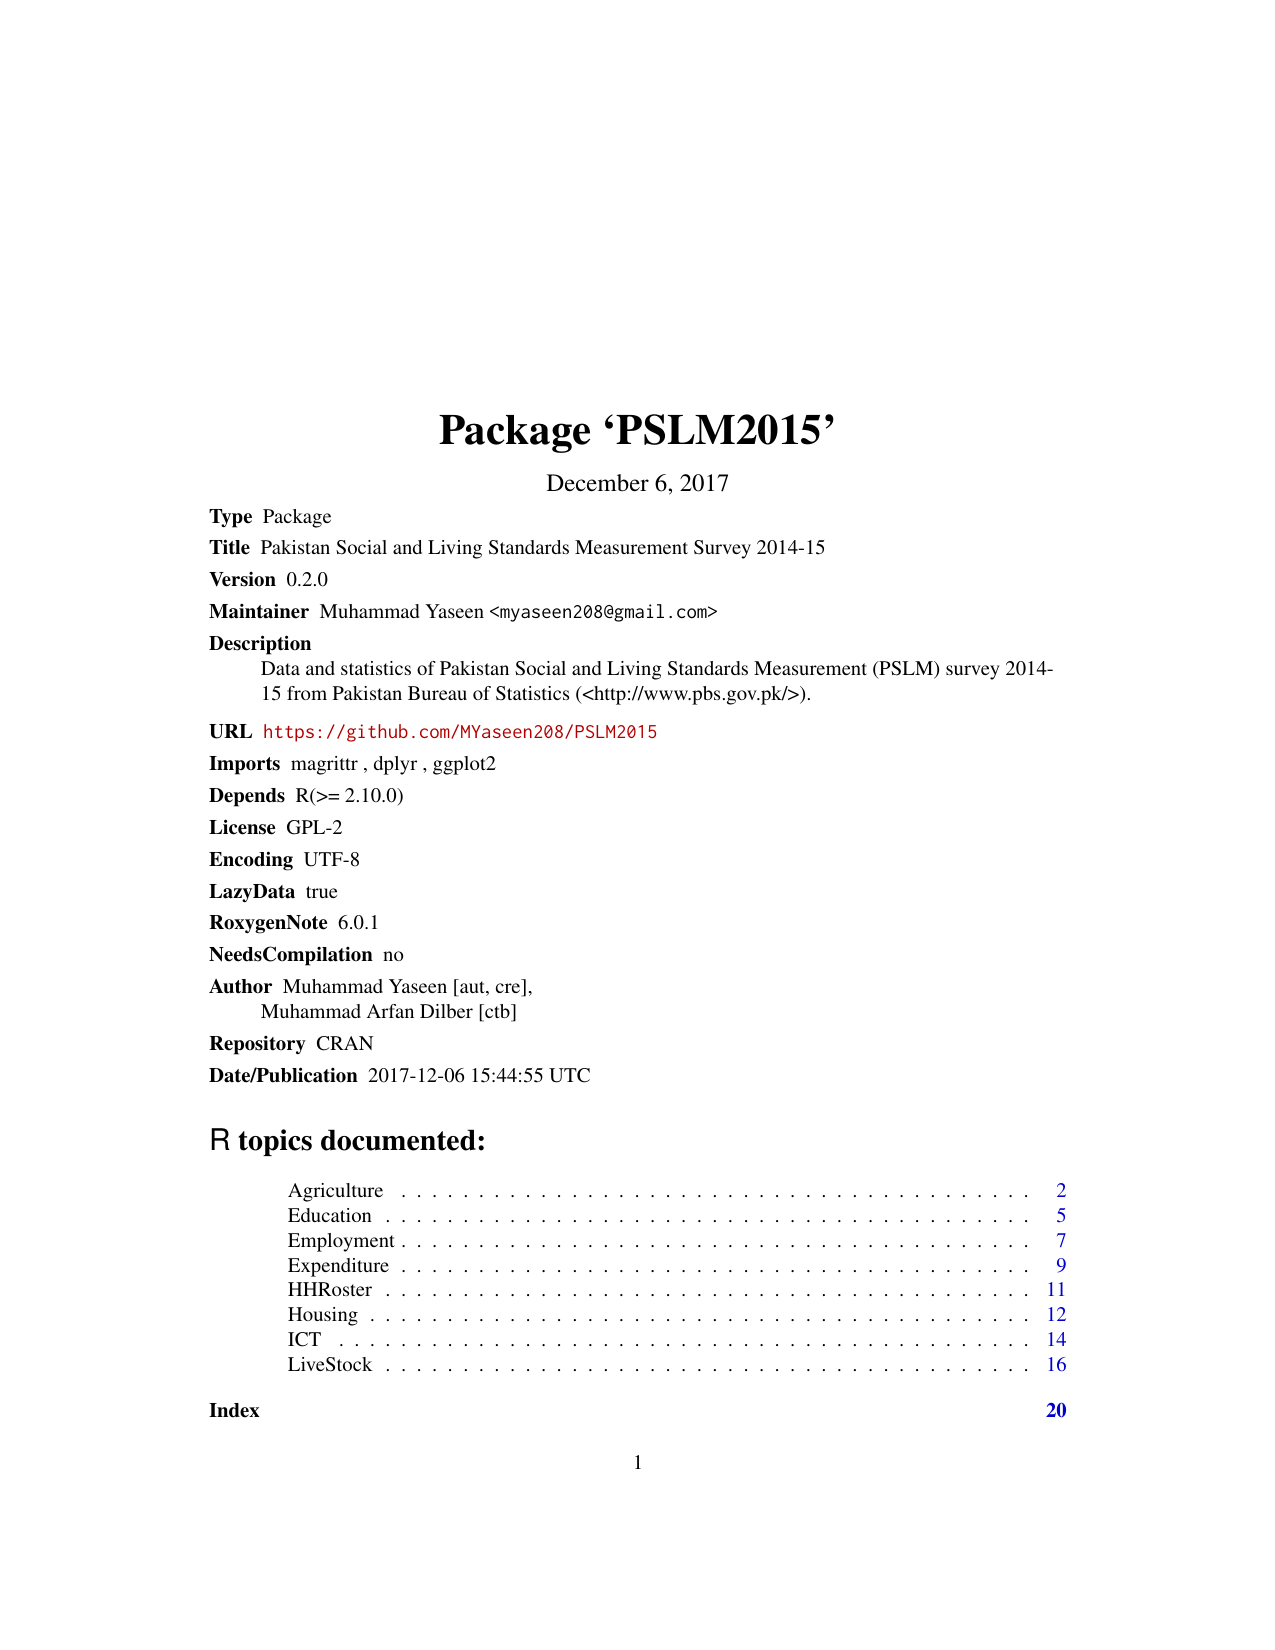 Package ‘PSLM2015’
December 6, 2017
Type Package
Title Pakistan Social and Living Standards Measurement Survey 2014-15
Version 0.2.0
Maintainer Muhammad Yaseen <myaseen208@gmail.com>
Description
Data and statistics of Pakistan Social and Living Standards Measurement (PSLM) survey 2014-
15 from Pakistan Bureau of Statistics (<http://www.pbs.gov.pk/>).
URL https://github.com/MYaseen208/PSLM2015
Imports magrittr , dplyr , ggplot2
Depends R(>= 2.10.0)
License GPL-2
Encoding UTF-8
LazyData true
RoxygenNote 6.0.1
NeedsCompilation no
Author Muhammad Yaseen [aut, cre],
Muhammad Arfan Dilber [ctb]
Repository CRAN
Date/Publication 2017-12-06 15:44:55 UTC
R topics documented:
Agriculture . . . . . . . . . . . . . . . . . . . . . . . . . . . . . . . . . . . . . . . . . 2
Education . . . . . . . . . . . . . . . . . . . . . . . . . . . . . . . . . . . . . . . . . . 5
Employment . . . . . . . . . . . . . . . . . . . . . . . . . . . . . . . . . . . . . . . . . 7
Expenditure . . . . . . . . . . . . . . . . . . . . . . . . . . . . . . . . . . . . . . . . . 9
HHRoster . . . . . . . . . . . . . . . . . . . . . . . . . . . . . . . . . . . . . . . . . . 11
Housing . . . . . . . . . . . . . . . . . . . . . . . . . . . . . . . . . . . . . . . . . . . 12
ICT . . . . . . . . . . . . . . . . . . . . . . . . . . . . . . . . . . . . . . . . . . . . . 14
LiveStock . . . . . . . . . . . . . . . . . . . . . . . . . . . . . . . . . . . . . . . . . . 16
Index 20
1